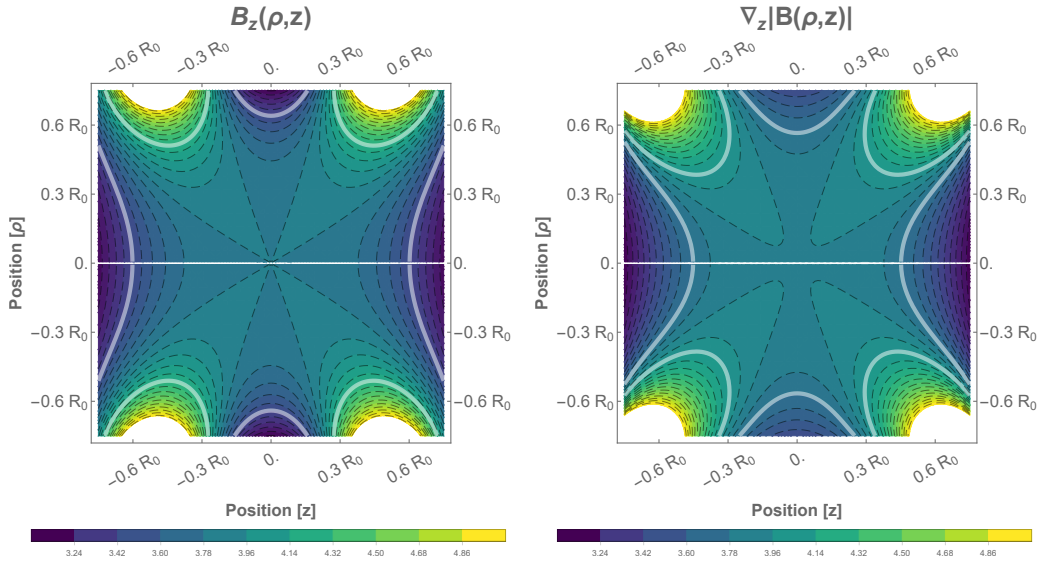 B_z(ρ,z)
−0.6 R₀ −0.3 R₀ 0. 0.3 R₀ 0.6 R₀
Position [ρ]
0.6 R₀ 0.6 R₀
0.3 R₀ 0.3 R₀
0. 0.
−0.3 R₀ −0.3 R₀
−0.6 R₀ −0.6 R₀
−0.6 R₀ −0.3 R₀ 0. 0.3 R₀ 0.6 R₀
Position [z]
3.24 3.42 3.60 3.78 3.96 4.14 4.32 4.50 4.68 4.86
∇_z|B(ρ,z)|
−0.6 R₀ −0.3 R₀ 0. 0.3 R₀ 0.6 R₀
Position [ρ]
0.6 R₀ 0.6 R₀
0.3 R₀ 0.3 R₀
0. 0.
−0.3 R₀ −0.3 R₀
−0.6 R₀ −0.6 R₀
−0.6 R₀ −0.3 R₀ 0. 0.3 R₀ 0.6 R₀
Position [z]
3.24 3.42 3.60 3.78 3.96 4.14 4.32 4.50 4.68 4.86